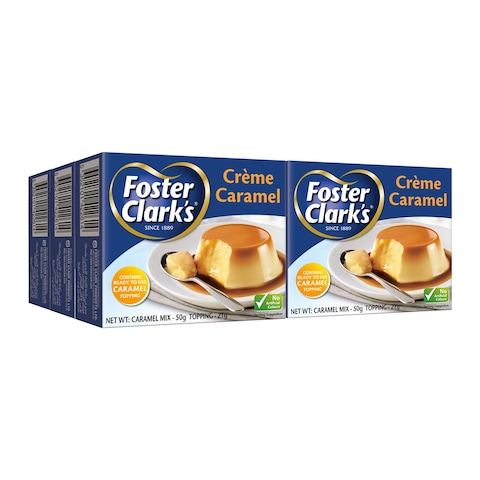 Foster
Clark's
SINCE 1889
Crème
Caramel
CONTAINS
READY TO USE
CARAMEL
TOPPING
No
Artificial
Colours
NET WT: CARAMEL MIX - 50g TOPPING - 21g
Foster
Clark's
SINCE 1889
Crème
Caramel
CONTAINS
READY TO USE
CARAMEL
TOPPING
No
Artificial
Colours
NET WT: CARAMEL MIX - 50g TOPPING - 21g